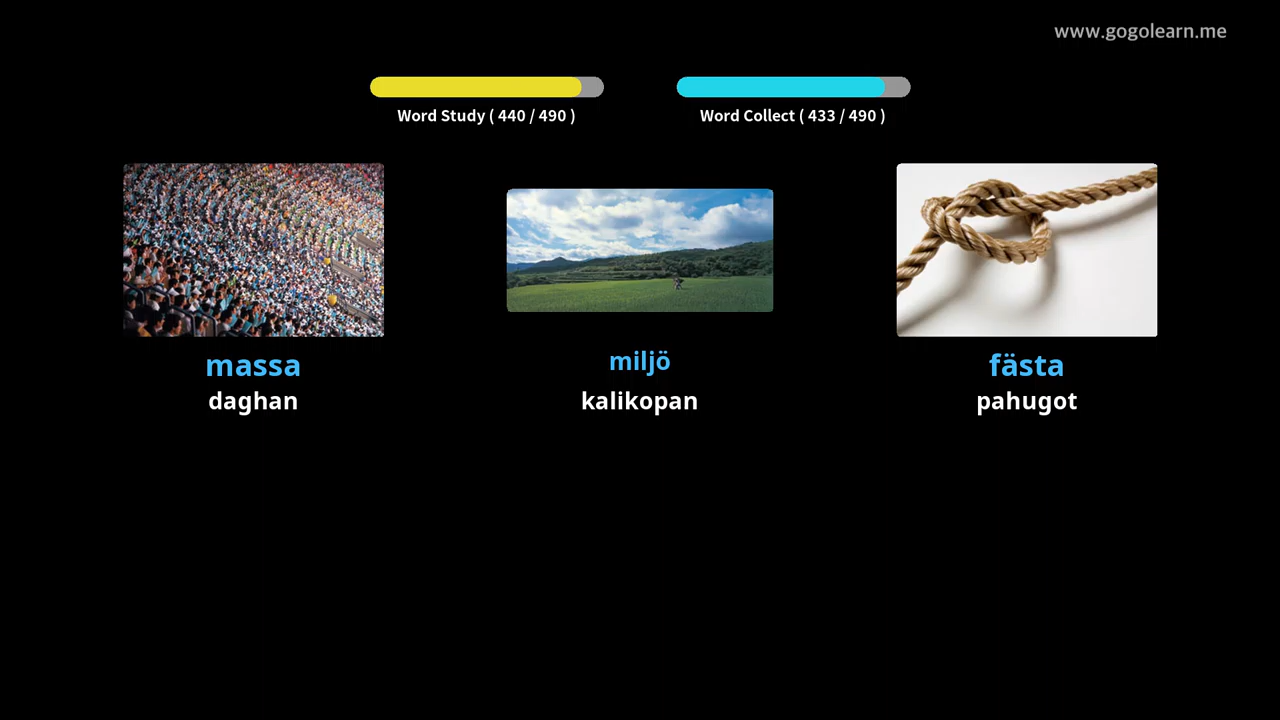 www.gogolearn.me
Word Study ( 440 / 490 )
Word Collect ( 433 / 490 )
massa
daghan
miljö
kalikopan
fästa
pahugot